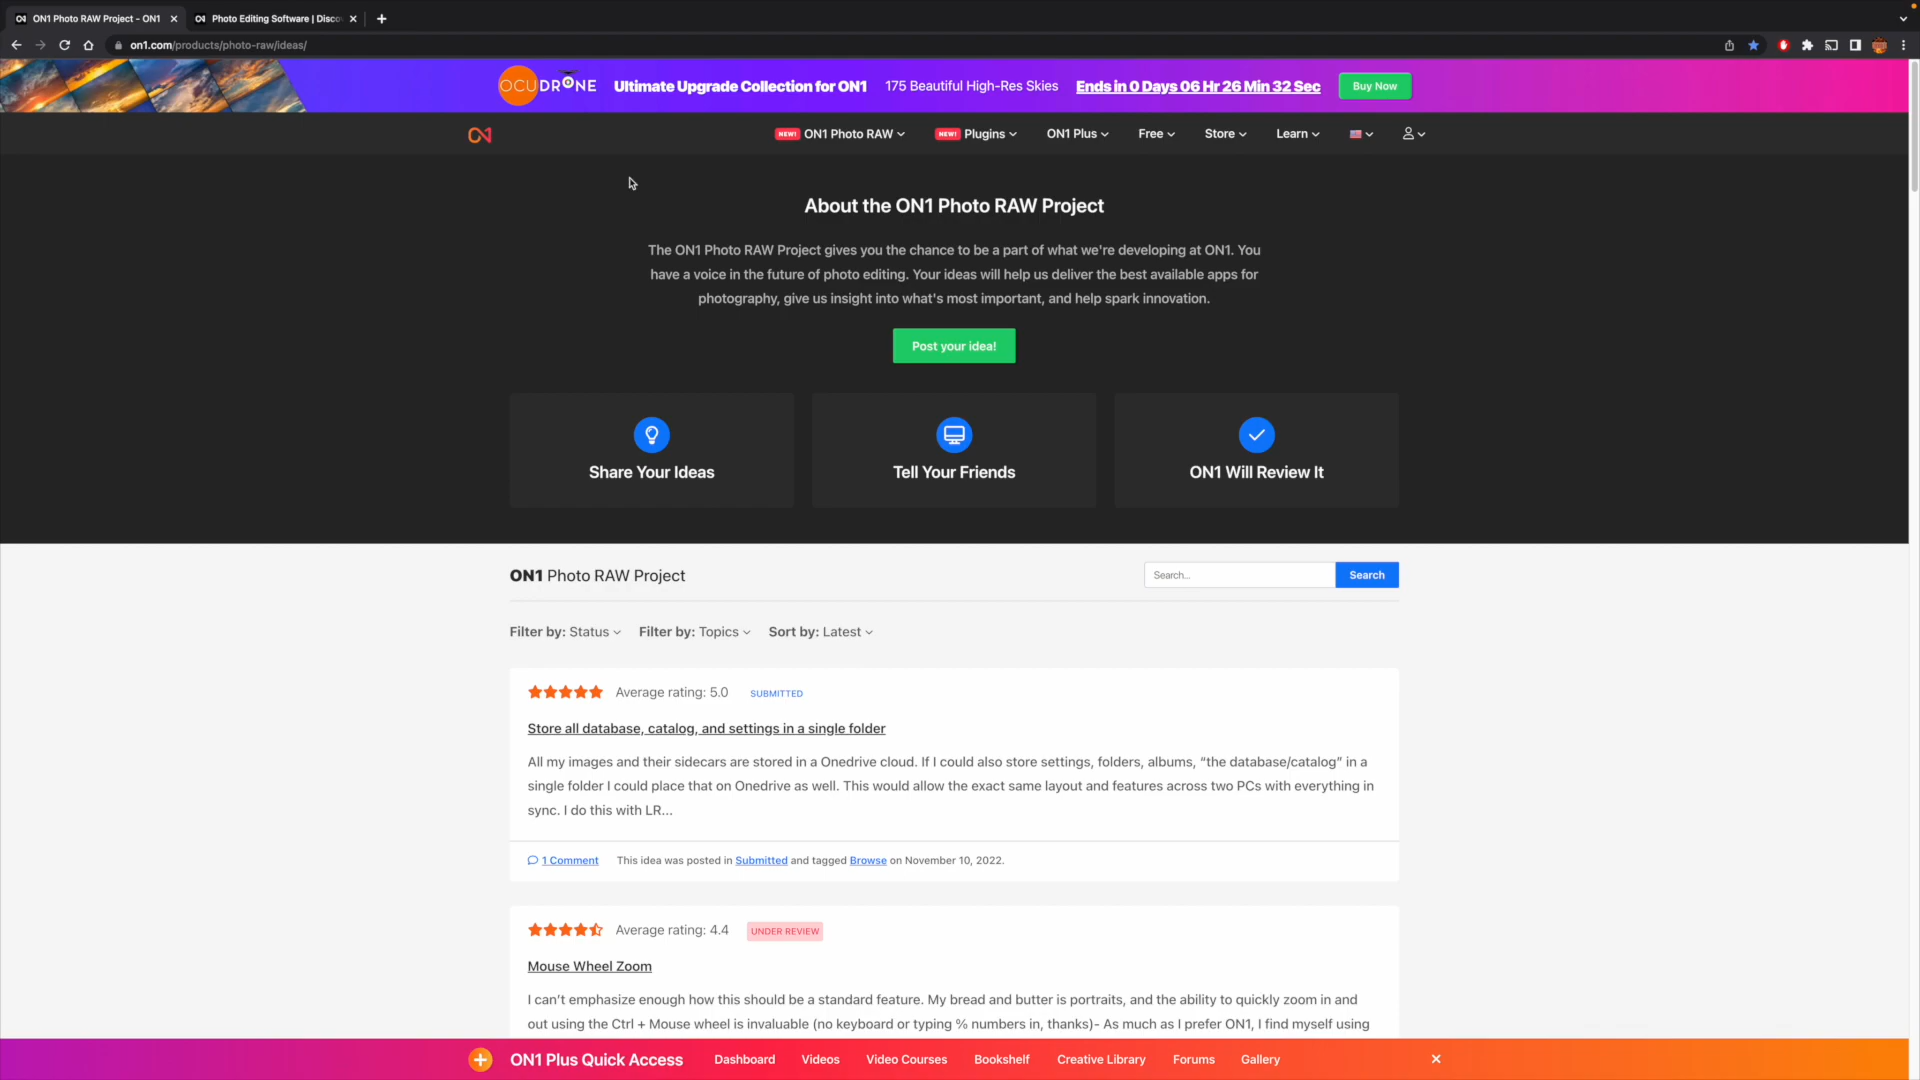 ON1 Photo RAW Project - ON1
Photo Editing Software | Disco
on1.com/products/photo-raw/ideas/
OCUDRONE
Ultimate Upgrade Collection for ON1
175 Beautiful High-Res Skies
Ends in 0 Days 06 Hr 26 Min 32 Sec
Buy Now
NEW! ON1 Photo RAW
NEW! Plugins
ON1 Plus
Free
Store
Learn
About the ON1 Photo RAW Project
The ON1 Photo RAW Project gives you the chance to be a part of what we're developing at ON1. You
have a voice in the future of photo editing. Your ideas will help us deliver the best available apps for
photography, give us insight into what's most important, and help spark innovation.
Post your idea!
Share Your Ideas
Tell Your Friends
ON1 Will Review It
ON1 Photo RAW Project
Search...
Search
Filter by: Status
Filter by: Topics
Sort by: Latest
Average rating: 5.0
SUBMITTED
Store all database, catalog, and settings in a single folder
All my images and their sidecars are stored in a Onedrive cloud. If I could also store settings, folders, albums, “the database/catalog” in a
single folder I could place that on Onedrive as well. This would allow the exact same layout and features across two PCs with everything in
sync. I do this with LR...
1 Comment
This idea was posted in Submitted and tagged Browse on November 10, 2022.
Average rating: 4.4
UNDER REVIEW
Mouse Wheel Zoom
I can’t emphasize enough how this should be a standard feature. My bread and butter is portraits, and the ability to quickly zoom in and
out using the Ctrl + Mouse wheel is invaluable (no keyboard or typing % numbers in, thanks)- As much as I prefer ON1, I find myself using
ON1 Plus Quick Access
Dashboard
Videos
Video Courses
Bookshelf
Creative Library
Forums
Gallery